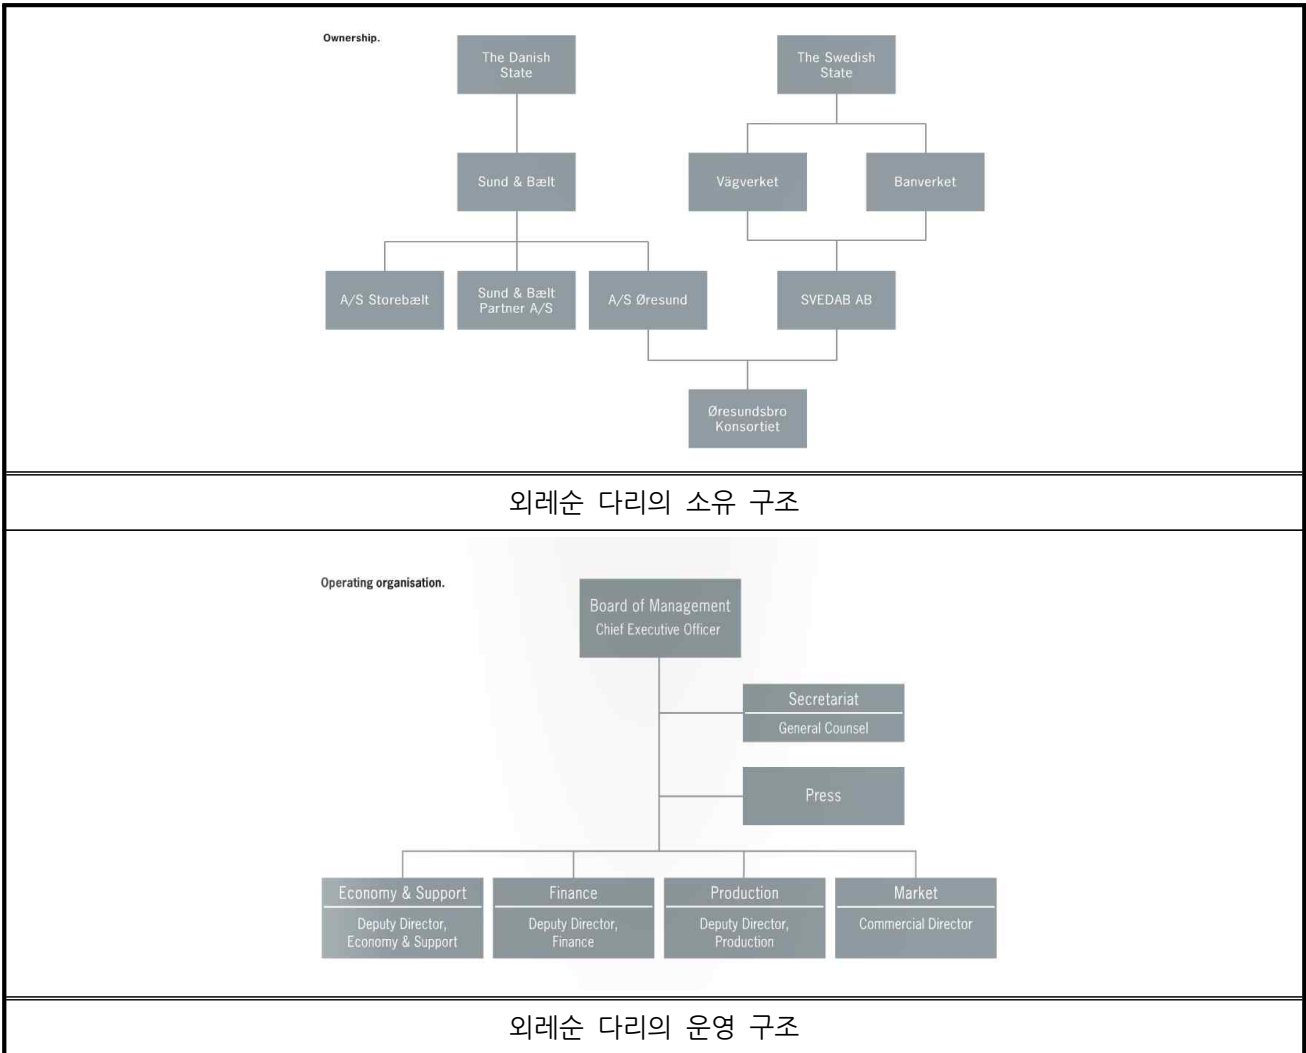 Ownership.
The Danish
State
The Swedish
State
Sund & Bælt
Vägverket
Banverket
A/S Storebælt
Sund & Bælt
Partner A/S
A/S Øresund
SVEDAB AB
Øresundsbro
Konsortiet
외레순 다리의 소유 구조
Operating organisation.
Board of Management
Chief Executive Officer
Secretariat
General Counsel
Press
Economy & Support
Deputy Director,
Economy & Support
Finance
Deputy Director,
Finance
Production
Deputy Director,
Production
Market
Commercial Director
외레순 다리의 운영 구조